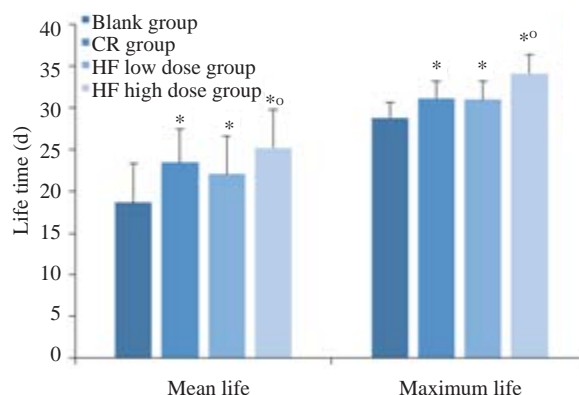 Blank group
CR group
HF low dose group
HF high dose group
Life time (d)
40
35
30
25
20
15
10
5
0
*
*
*o
*
*
*o
Mean life
Maximum life